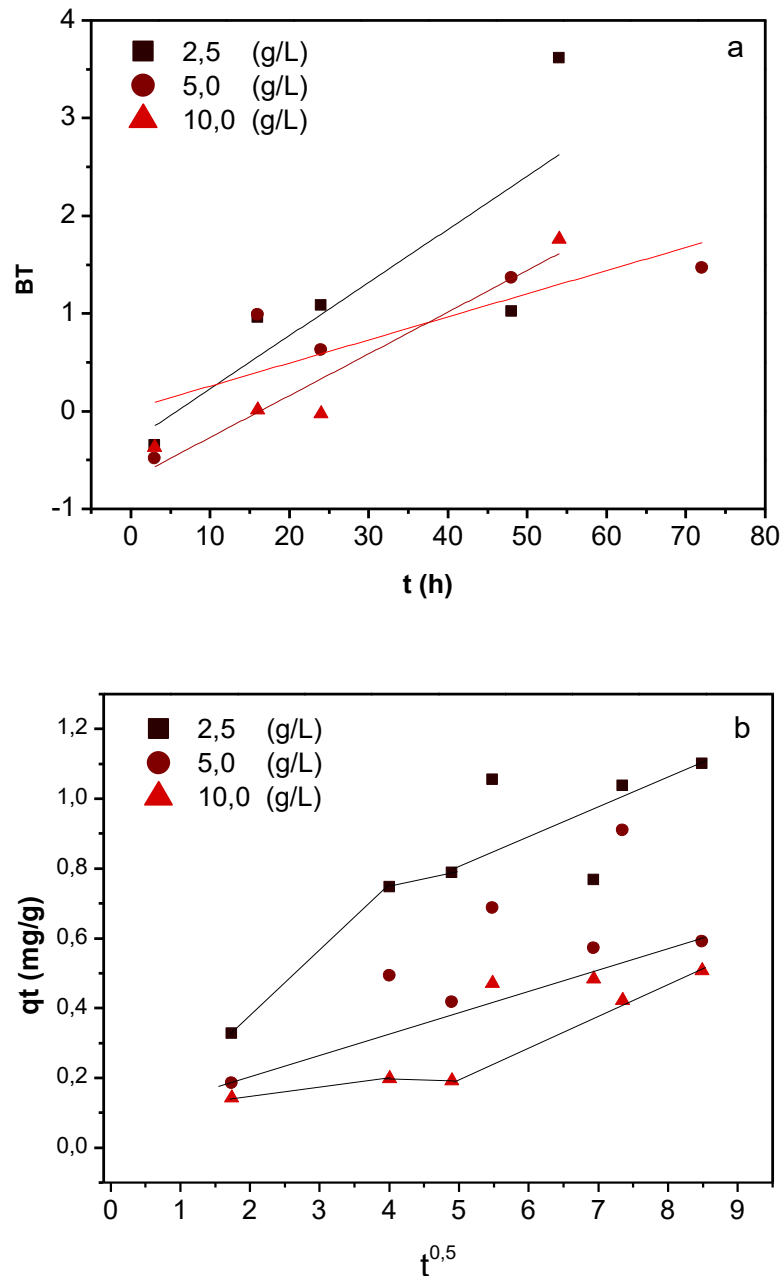 a
2,5 (g/L)
5,0 (g/L)
10,0 (g/L)
4
3
2
1
0
-1
BT
0 10 20 30 40 50 60 70 80
t (h)
b
2,5 (g/L)
5,0 (g/L)
10,0 (g/L)
1,2
1,0
0,8
0,6
0,4
0,2
0,0
qt (mg/g)
0 1 2 3 4 5 6 7 8 9
t^0,5